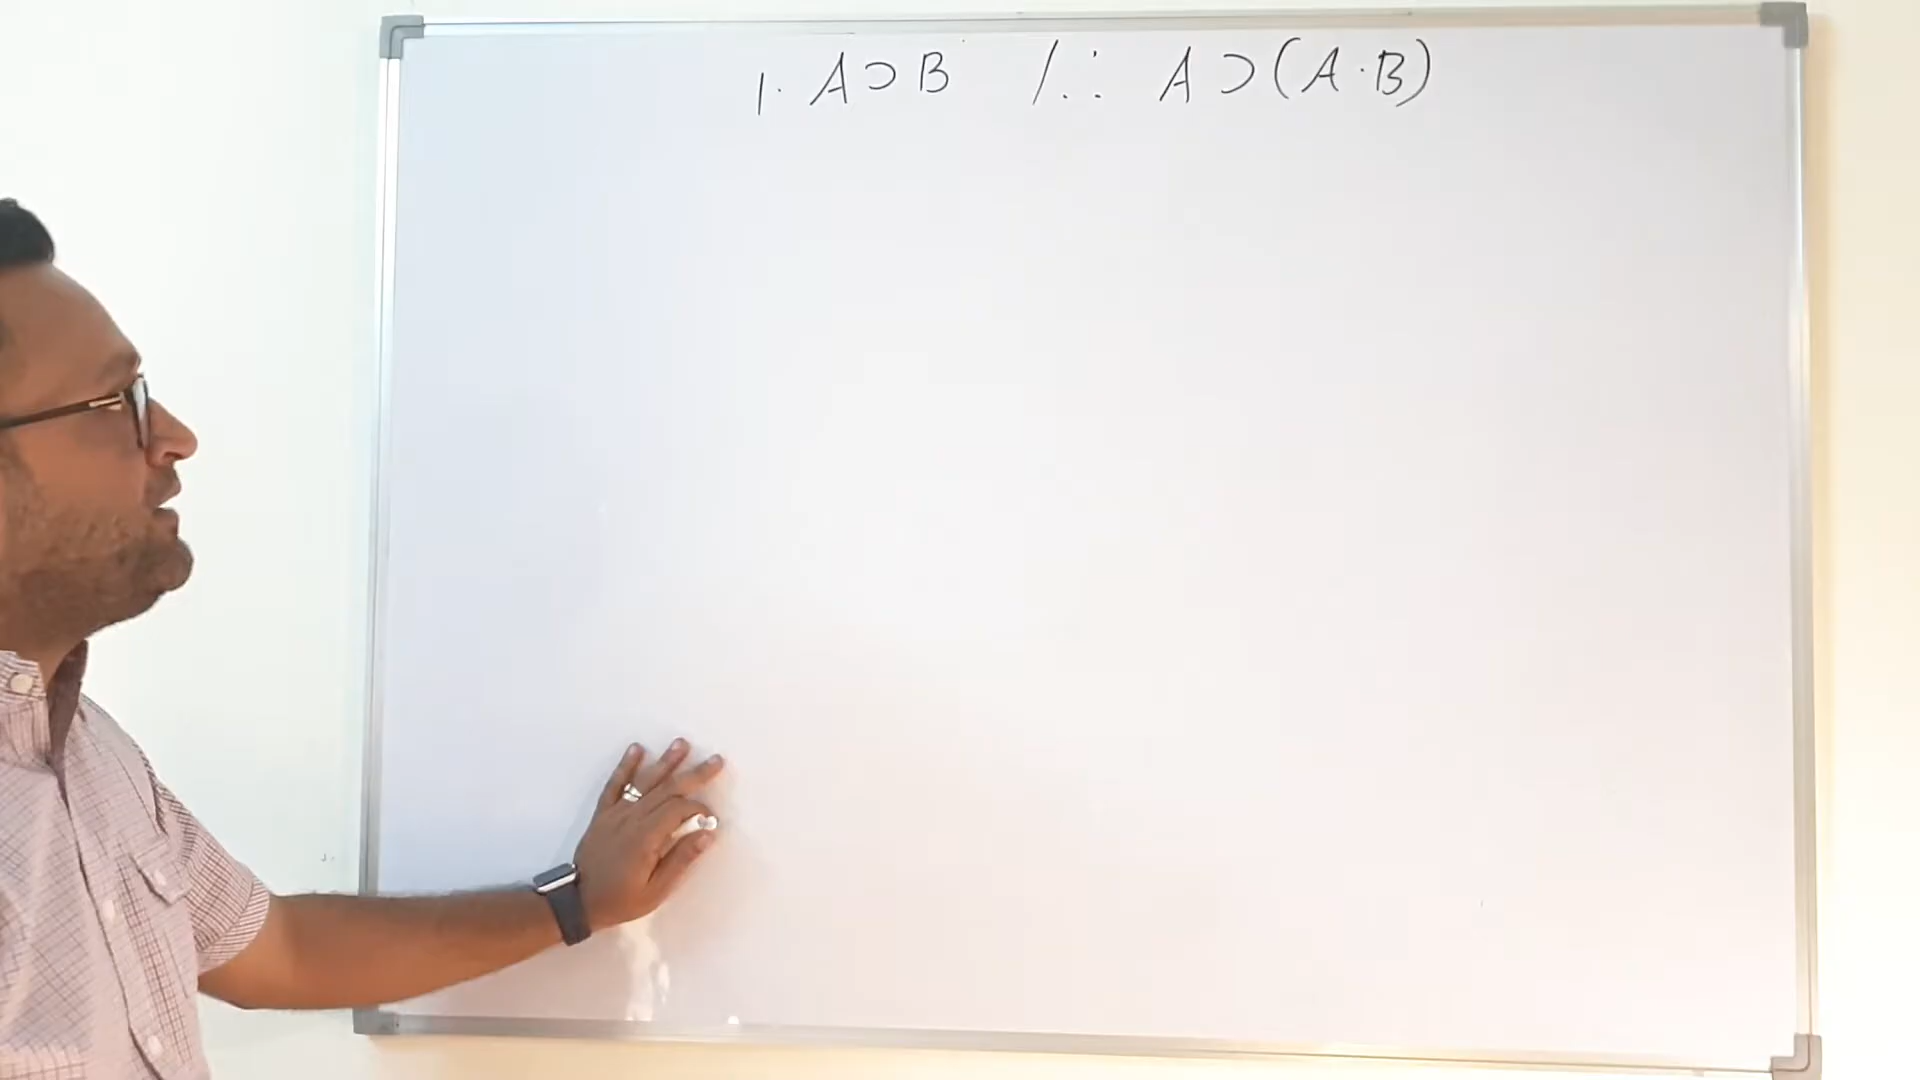 1. A ⊃ B /∴ A ⊃ (A · B)